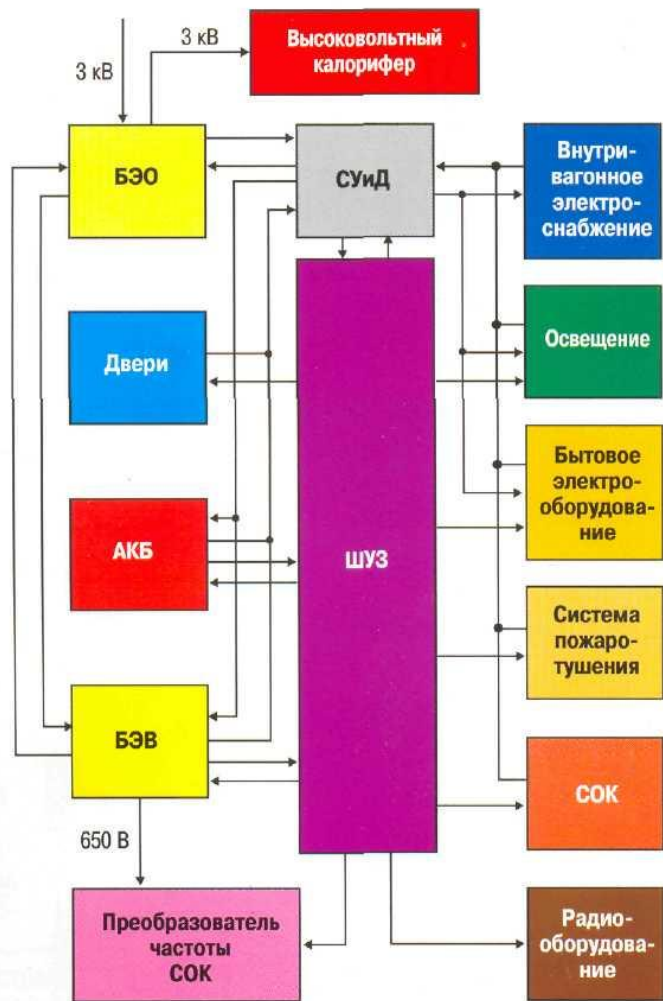 3 кВ
3 кВ
Высоковольтный
калорифер
БЭО
СУиД
Внутри-
вагонное
электро-
снабжение
Двери
Освещение
Бытовое
электро-
оборудова-
ние
АКБ
ШУЗ
Система
пожаро-
тушения
БЭВ
СОК
650 В
Преобразователь
частоты
СОК
Радио-
оборудова-
ние